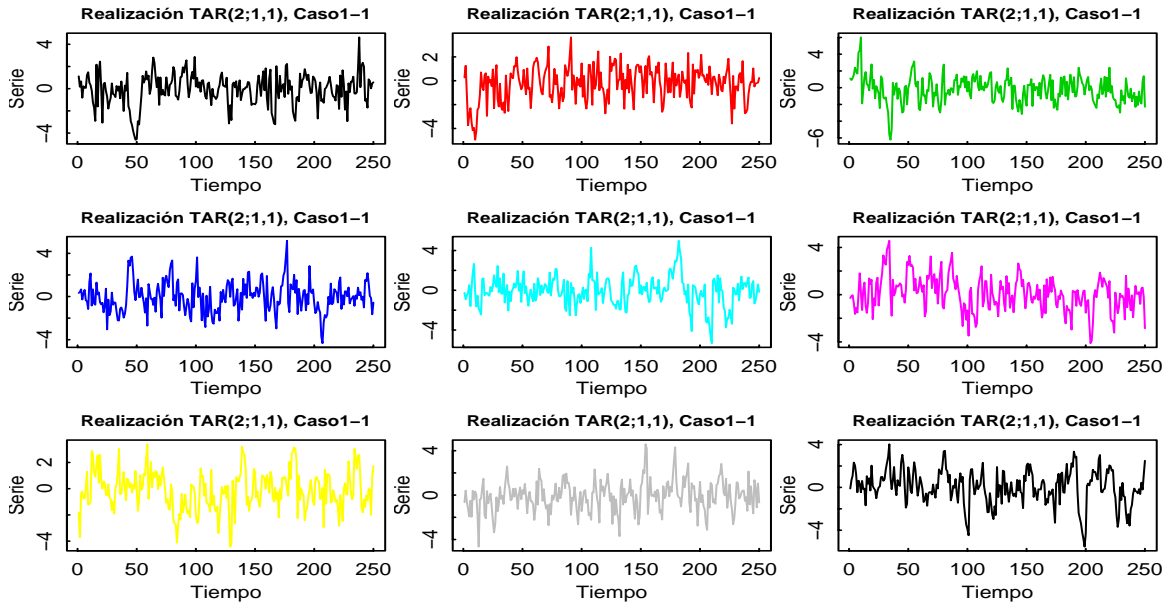 Realización TAR(2;1,1), Caso1−1
Serie
−4 0 4
0 50 100 150 200 250
Tiempo
Realización TAR(2;1,1), Caso1−1
Serie
−4 0 2
0 50 100 150 200 250
Tiempo
Realización TAR(2;1,1), Caso1−1
Serie
−6 0 4
0 50 100 150 200 250
Tiempo
Realización TAR(2;1,1), Caso1−1
Serie
−4 0 4
0 50 100 150 200 250
Tiempo
Realización TAR(2;1,1), Caso1−1
Serie
−4 0 4
0 50 100 150 200 250
Tiempo
Realización TAR(2;1,1), Caso1−1
Serie
−4 0 4
0 50 100 150 200 250
Tiempo
Realización TAR(2;1,1), Caso1−1
Serie
−4 0 2
0 50 100 150 200 250
Tiempo
Realización TAR(2;1,1), Caso1−1
Serie
−4 0 4
0 50 100 150 200 250
Tiempo
Realización TAR(2;1,1), Caso1−1
Serie
−4 0 4
0 50 100 150 200 250
Tiempo